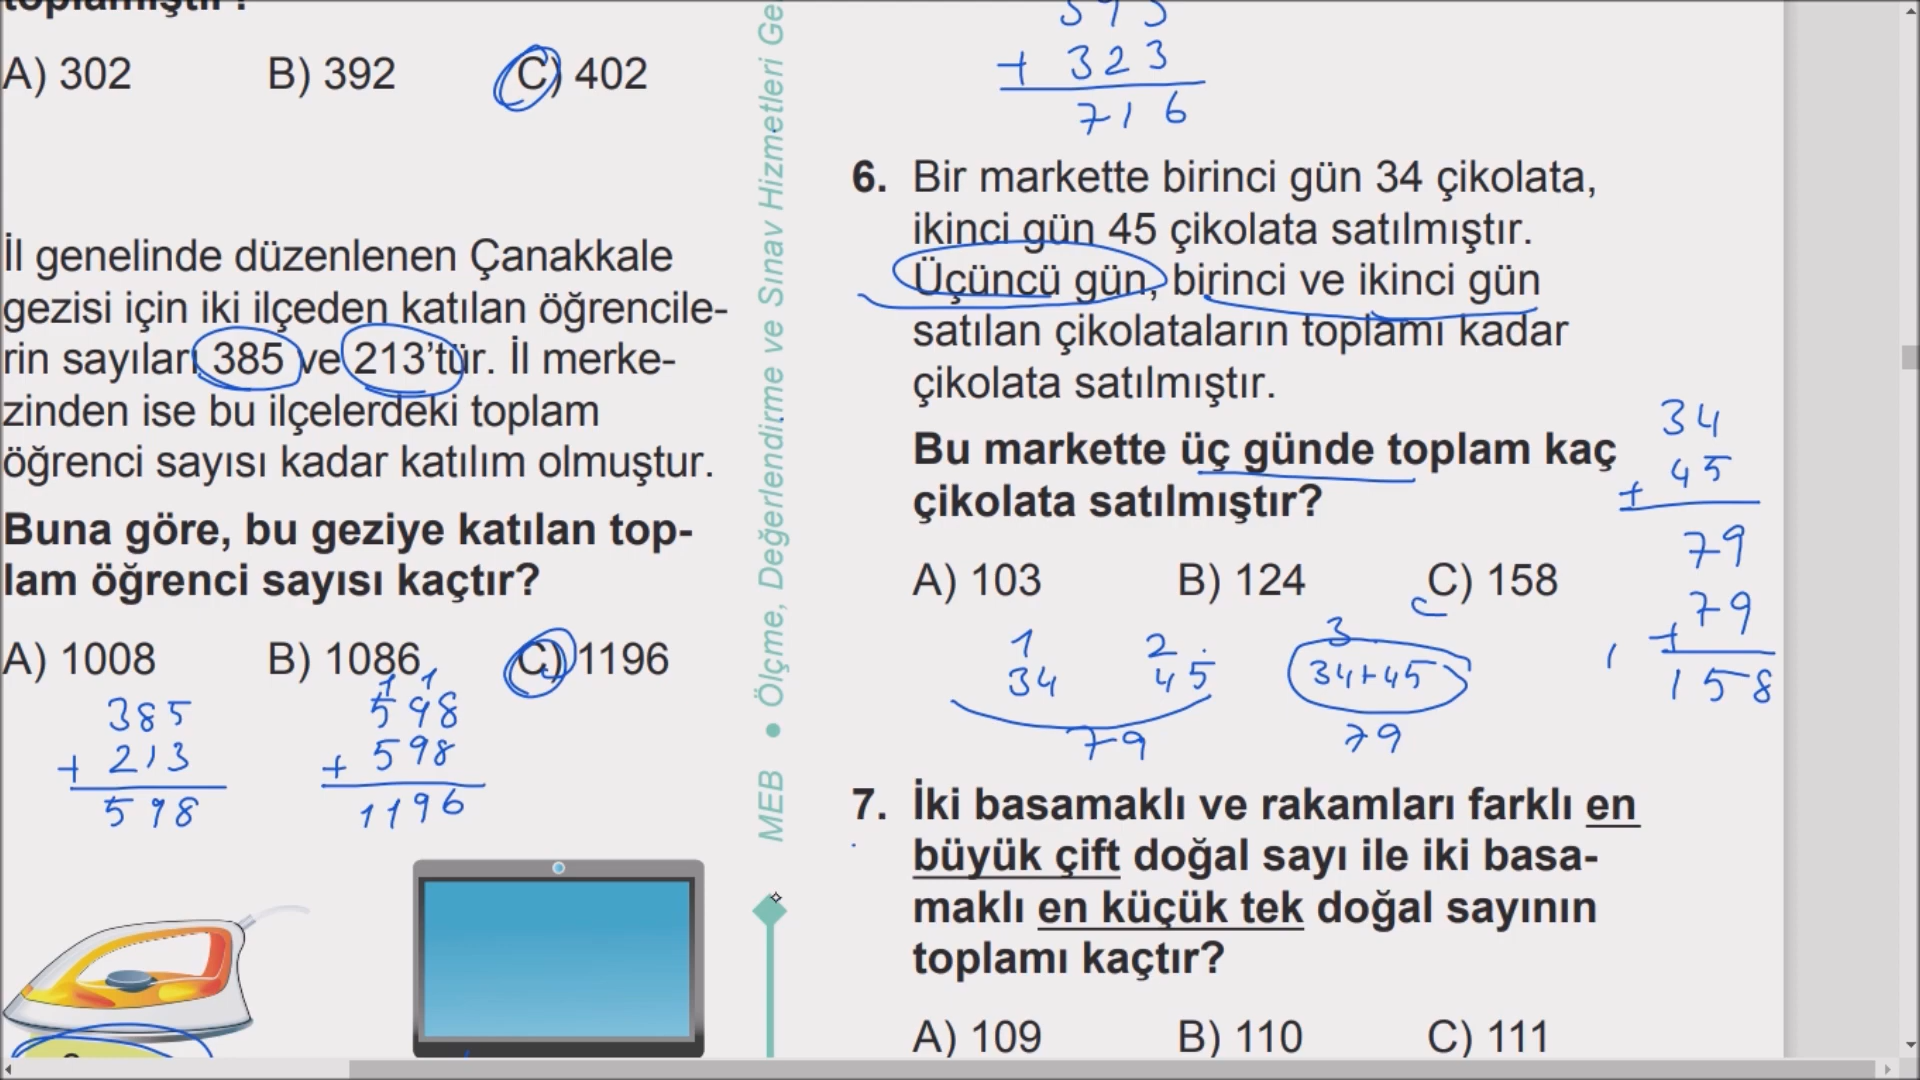 A) 302 B) 392 C) 402
İl genelinde düzenlenen Çanakkale
gezisi için iki ilçeden katılan öğrencile-
rin sayıları 385 ve 213'tür. İl merke-
zinden ise bu ilçelerdeki toplam
öğrenci sayısı kadar katılım olmuştur.
Buna göre, bu geziye katılan top-
lam öğrenci sayısı kaçtır?
A) 1008 B) 1086 C) 1196
385
+ 213
598
1 1
598
+ 598
1196
MEB ● Ölçme, Değerlendirme ve Sınav Hizmetleri Ge
+ 323
716
6. Bir markette birinci gün 34 çikolata,
ikinci gün 45 çikolata satılmıştır.
Üçüncü gün, birinci ve ikinci gün
satılan çikolataların toplamı kadar
çikolata satılmıştır.
Bu markette üç günde toplam kaç
çikolata satılmıştır?
A) 103 B) 124 C) 158
1 2 3
34 45 34+45
79 79
34
+ 45
79
+ 79
1
158
7. İki basamaklı ve rakamları farklı en
büyük çift doğal sayı ile iki basa-
maklı en küçük tek doğal sayının
toplamı kaçtır?
A) 109 B) 110 C) 111